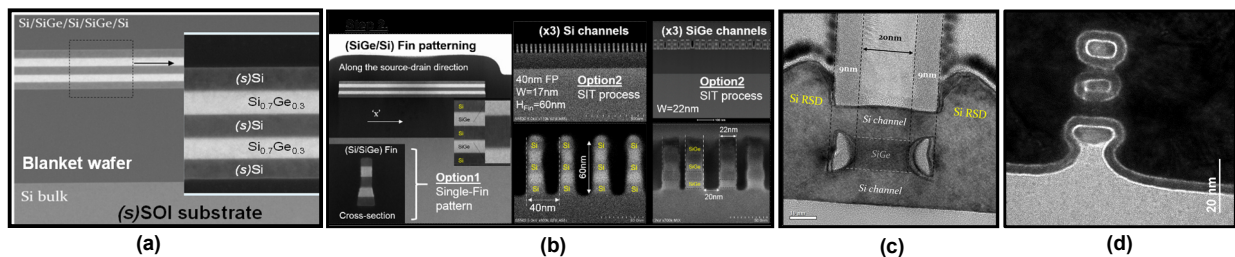 Si/SiGe/Si/SiGe/Si
(s)Si
Si0.7Ge0.3
(s)Si
Si0.7Ge0.3
(s)Si
Blanket wafer
Si bulk
(s)SOI substrate
(a)
(SiGe/Si) Fin patterning
Along the source-drain direction
'x'
Si
SiGe
Si
SiGe
Si
(Si/SiGe) Fin
Option1
Single-Fin
pattern
Cross-section
(x3) Si channels
40nm FP
W=17nm
HFin=60nm
Option2
SIT process
Si Si Si Si
Si Si Si Si
Si Si Si Si
60nm
40nm
(x3) SiGe channels
Option2
SIT process
W=22nm
22nm
SiGe
SiGe
SiGe
20nm
(b)
20nm
9nm
9nm
Si RSD
Si RSD
Si channel
SiGe
Si channel
(c)
20 nm
(d)